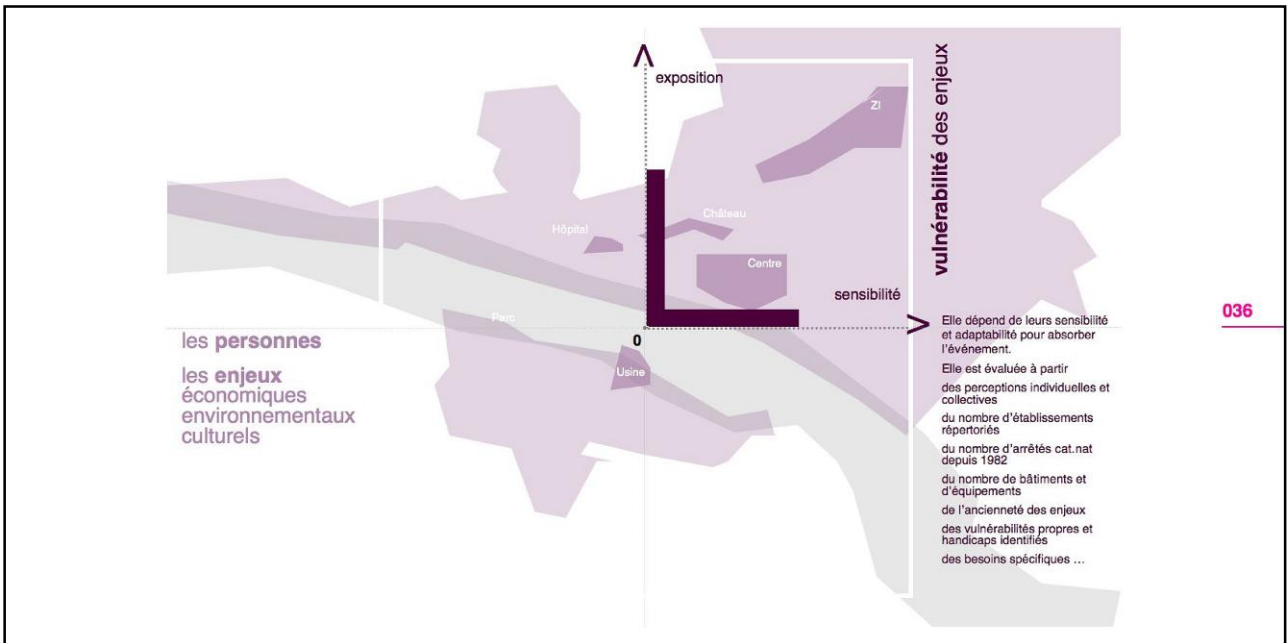 exposition
ZI
vulnérabilité des enjeux
Château
Hôpital
Centre
sensibilité
036
Parc
0
Usine
les personnes
les enjeux
économiques
environnementaux
culturels
Elle dépend de leurs sensibilité
et adaptabilité pour absorber
l'événement.
Elle est évaluée à partir
des perceptions individuelles et
collectives
du nombre d'établissements
répertoriés
du nombre d'arrêtés cat.nat
depuis 1982
du nombre de bâtiments et
d'équipements
de l'ancienneté des enjeux
des vulnérabilités propres et
handicaps identifiés
des besoins spécifiques ...